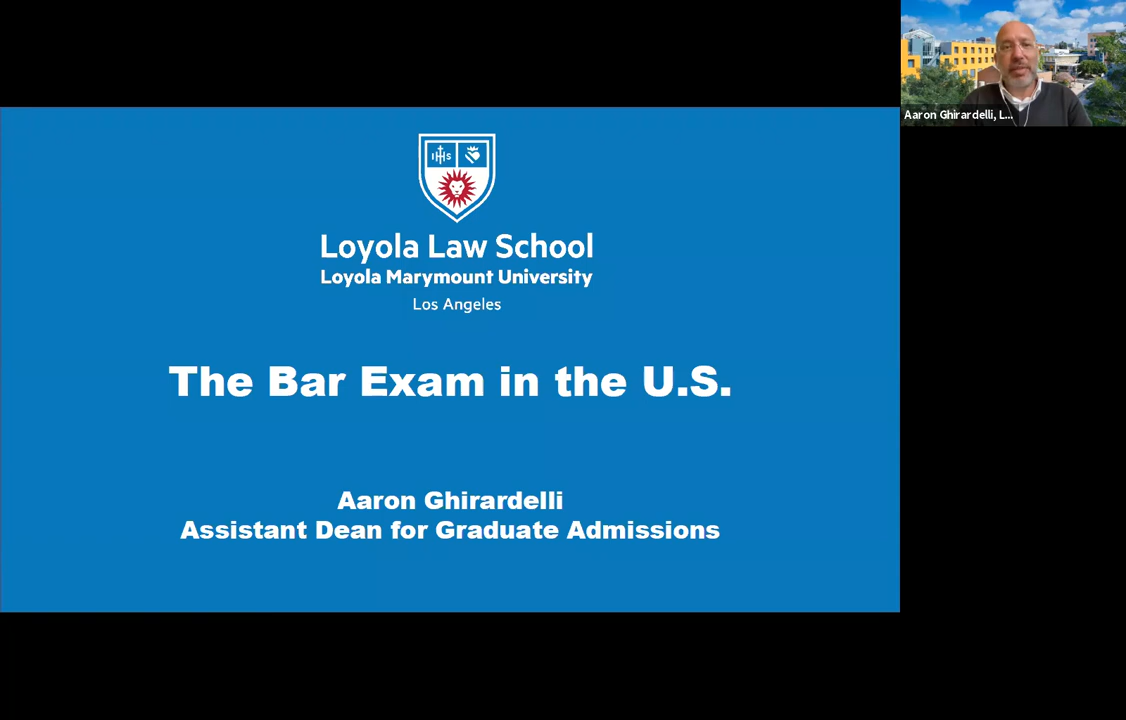 Aaron Ghirardelli, L...
IHS
Loyola Law School
Loyola Marymount University
Los Angeles
The Bar Exam in the U.S.
Aaron Ghirardelli
Assistant Dean for Graduate Admissions